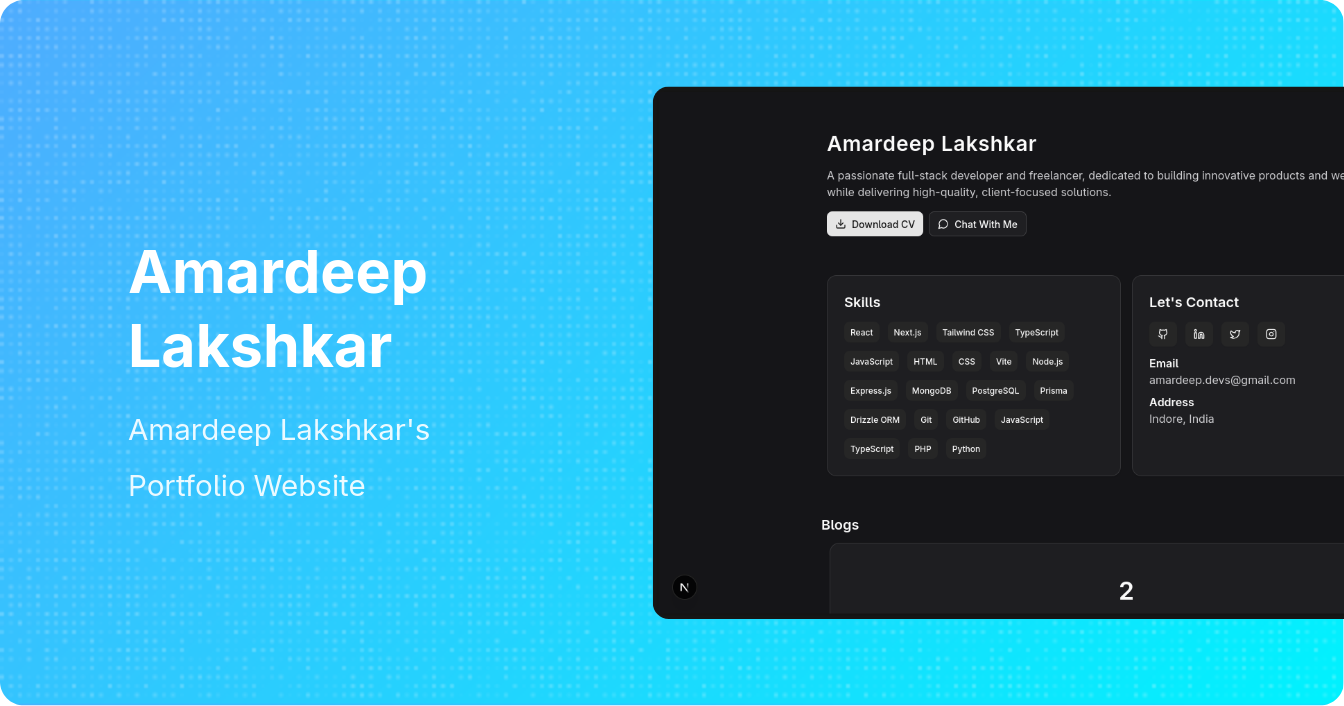 Amardeep
Lakshkar
Amardeep Lakshkar's
Portfolio Website
Amardeep Lakshkar
A passionate full-stack developer and freelancer, dedicated to building innovative products and we
while delivering high-quality, client-focused solutions.
Download CV Chat With Me
Skills
React Next.js Tailwind CSS TypeScript
JavaScript HTML CSS Vite Node.js
Express.js MongoDB PostgreSQL Prisma
Drizzle ORM Git GitHub JavaScript
TypeScript PHP Python
Let's Contact
Email
amardeep.devs@gmail.com
Address
Indore, India
Blogs
2
N